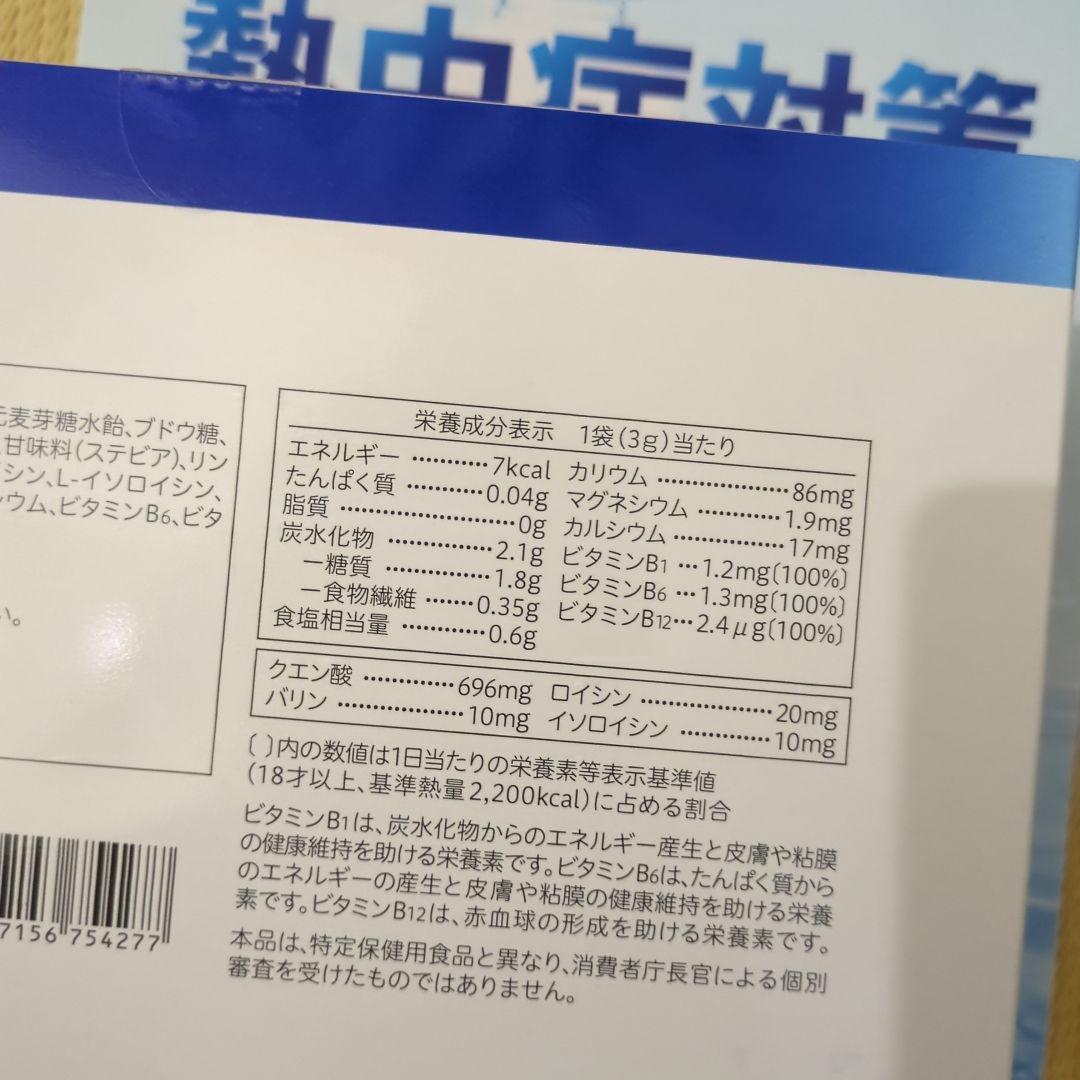 熱中症対策
元麦芽糖水飴、ブドウ糖、
甘味料(ステビア)、リン
シン、L-イソロイシン、
ウム、ビタミンB6、ビタ
い。
栄養成分表示 1袋(3g)当たり
エネルギー …………7kcal カリウム ………………86mg
たんぱく質 …………0.04g マグネシウム …………1.9mg
脂質 ……………………0g カルシウム ……………17mg
炭水化物 ……………2.1g ビタミンB1 …1.2mg〔100%〕
ー糖質 ……………1.8g ビタミンB6 …1.3mg〔100%〕
ー食物繊維 ………0.35g ビタミンB12…2.4μg〔100%〕
食塩相当量 …………0.6g
クエン酸 …………696mg ロイシン ………………20mg
バリン ………………10mg イソロイシン …………10mg
〔 〕内の数値は1日当たりの栄養素等表示基準値
(18才以上、基準熱量2,200kcal)に占める割合
ビタミンB1は、炭水化物からのエネルギー産生と皮膚や粘膜
の健康維持を助ける栄養素です。ビタミンB6は、たんぱく質から
のエネルギーの産生と皮膚や粘膜の健康維持を助ける栄養
素です。ビタミンB12は、赤血球の形成を助ける栄養素です。
本品は、特定保健用食品と異なり、消費者庁長官による個別
審査を受けたものではありません。
7156 754277